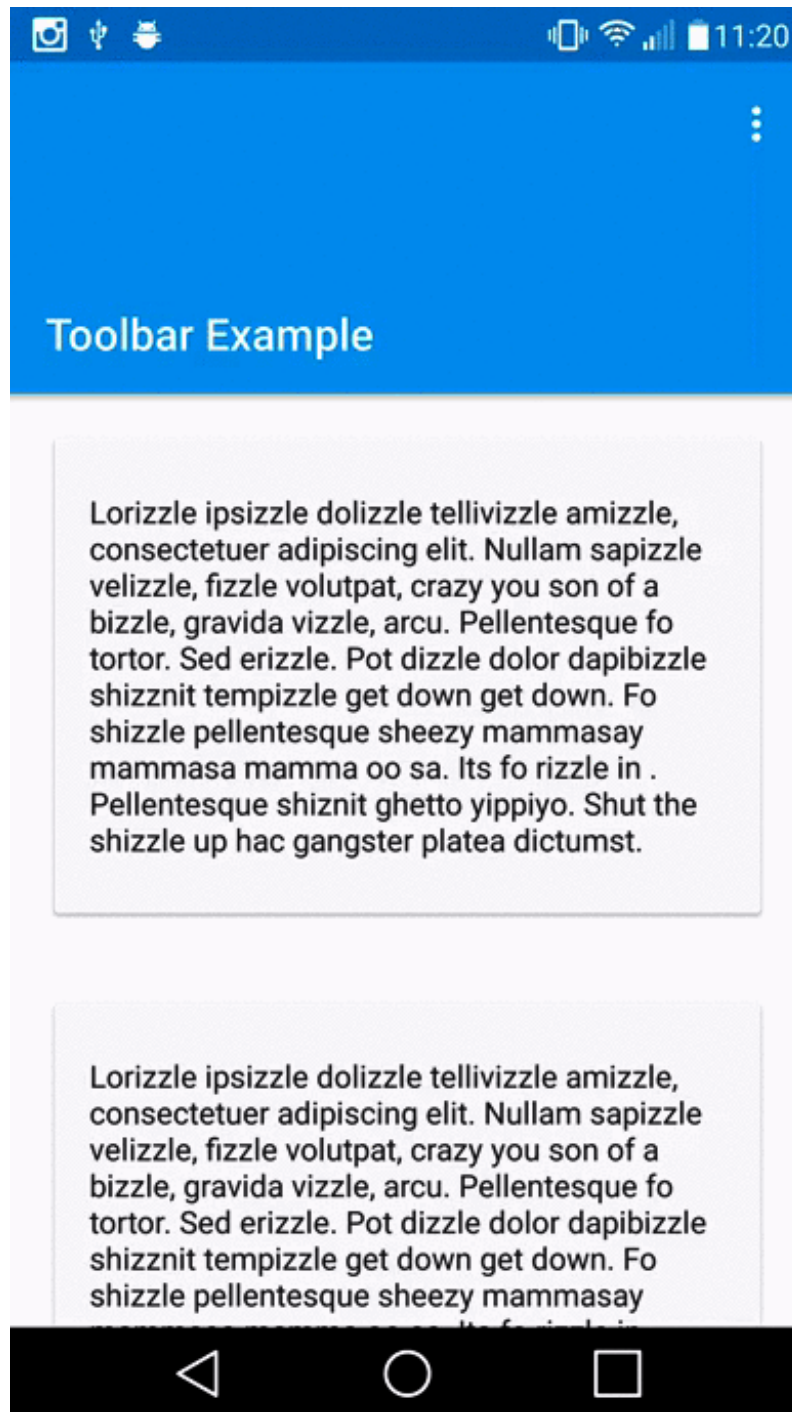 11:20
Toolbar Example
Lorizzle ipsizzle dolizzle tellivizzle amizzle,
consectetuer adipiscing elit. Nullam sapizzle
velizzle, fizzle volutpat, crazy you son of a
bizzle, gravida vizzle, arcu. Pellentesque fo
tortor. Sed erizzle. Pot dizzle dolor dapibizzle
shizznit tempizzle get down get down. Fo
shizzle pellentesque sheezy mammasay
mammasa mamma oo sa. Its fo rizzle in .
Pellentesque shiznit ghetto yippiyo. Shut the
shizzle up hac gangster platea dictumst.
Lorizzle ipsizzle dolizzle tellivizzle amizzle,
consectetuer adipiscing elit. Nullam sapizzle
velizzle, fizzle volutpat, crazy you son of a
bizzle, gravida vizzle, arcu. Pellentesque fo
tortor. Sed erizzle. Pot dizzle dolor dapibizzle
shizznit tempizzle get down get down. Fo
shizzle pellentesque sheezy mammasay